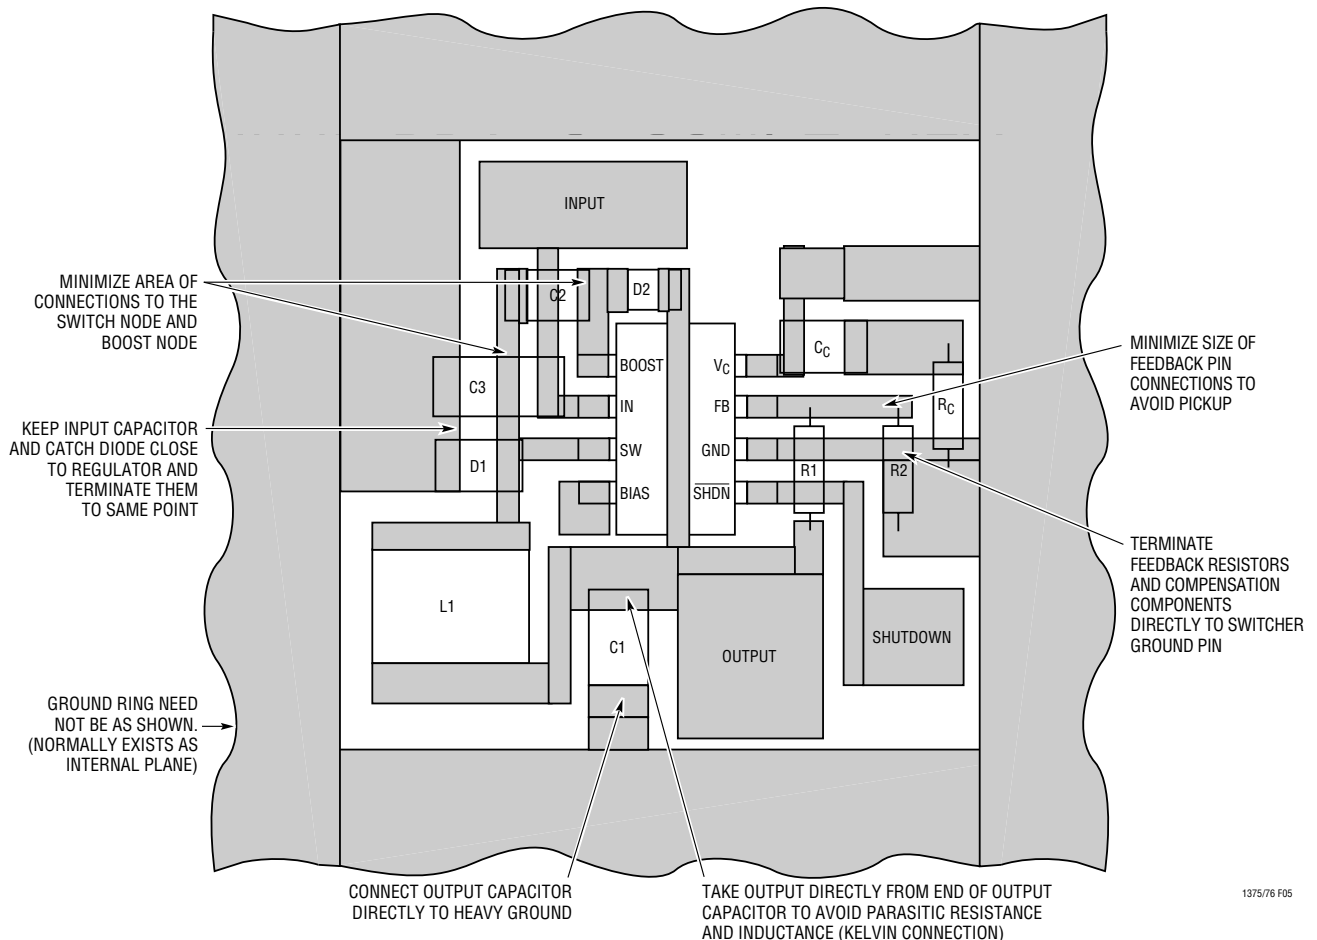 INPUT
MINIMIZE AREA OF
CONNECTIONS TO THE
SWITCH NODE AND
BOOST NODE
C2
D2
BOOST
VC
CC
MINIMIZE SIZE OF
FEEDBACK PIN
CONNECTIONS TO
AVOID PICKUP
C3
IN
FB
RC
KEEP INPUT CAPACITOR
AND CATCH DIODE CLOSE
TO REGULATOR AND
TERMINATE THEM
TO SAME POINT
D1
SW
GND
R1
R2
BIAS
SHDN
TERMINATE
FEEDBACK RESISTORS
AND COMPENSATION
COMPONENTS
DIRECTLY TO SWITCHER
GROUND PIN
L1
C1
OUTPUT
SHUTDOWN
GROUND RING NEED
NOT BE AS SHOWN.
(NORMALLY EXISTS AS
INTERNAL PLANE)
CONNECT OUTPUT CAPACITOR
DIRECTLY TO HEAVY GROUND
TAKE OUTPUT DIRECTLY FROM END OF OUTPUT
CAPACITOR TO AVOID PARASITIC RESISTANCE
AND INDUCTANCE (KELVIN CONNECTION)
1375/76 F05